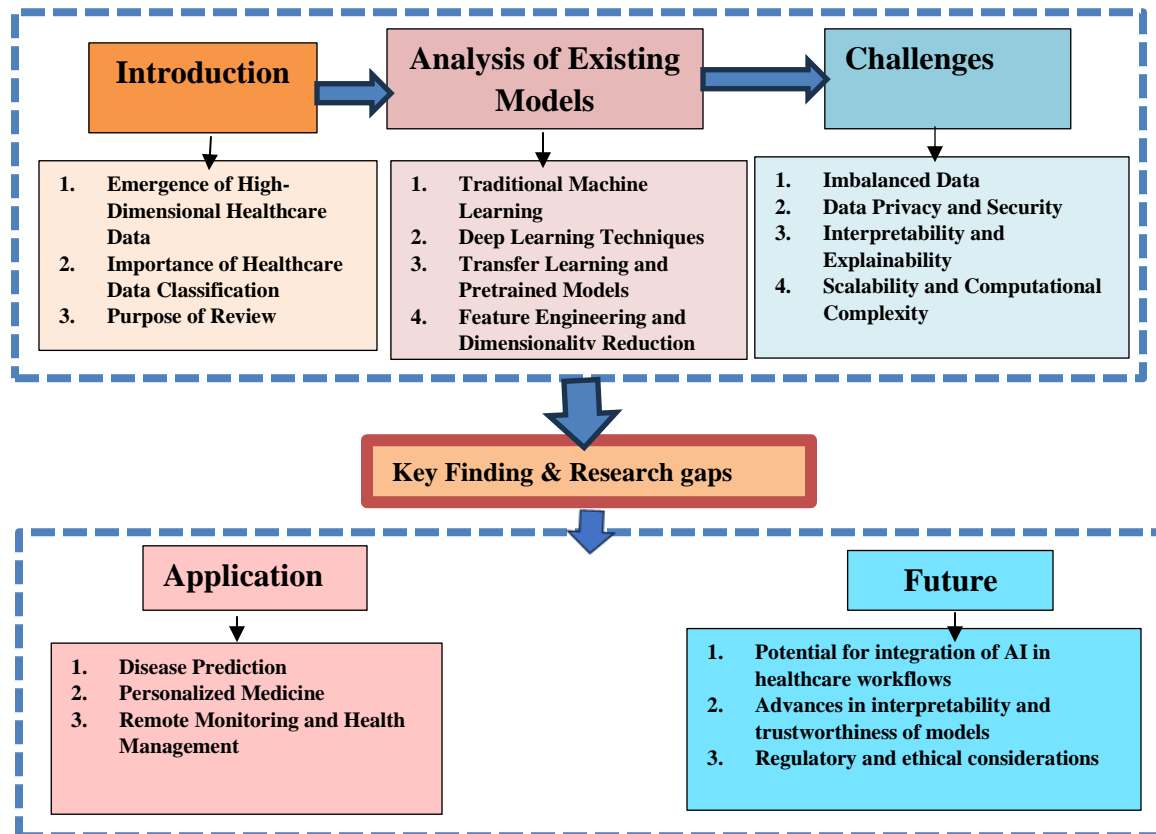 Introduction
Analysis of Existing
Models
Challenges
1. Emergence of High-
Dimensional Healthcare
Data
2. Importance of Healthcare
Data Classification
3. Purpose of Review
1. Traditional Machine
Learning
2. Deep Learning Techniques
3. Transfer Learning and
Pretrained Models
4. Feature Engineering and
Dimensionality Reduction
1. Imbalanced Data
2. Data Privacy and Security
3. Interpretability and
Explainability
4. Scalability and Computational
Complexity
Key Finding & Research gaps
Application
1. Disease Prediction
2. Personalized Medicine
3. Remote Monitoring and Health
Management
Future
1. Potential for integration of AI in
healthcare workflows
2. Advances in interpretability and
trustworthiness of models
3. Regulatory and ethical considerations